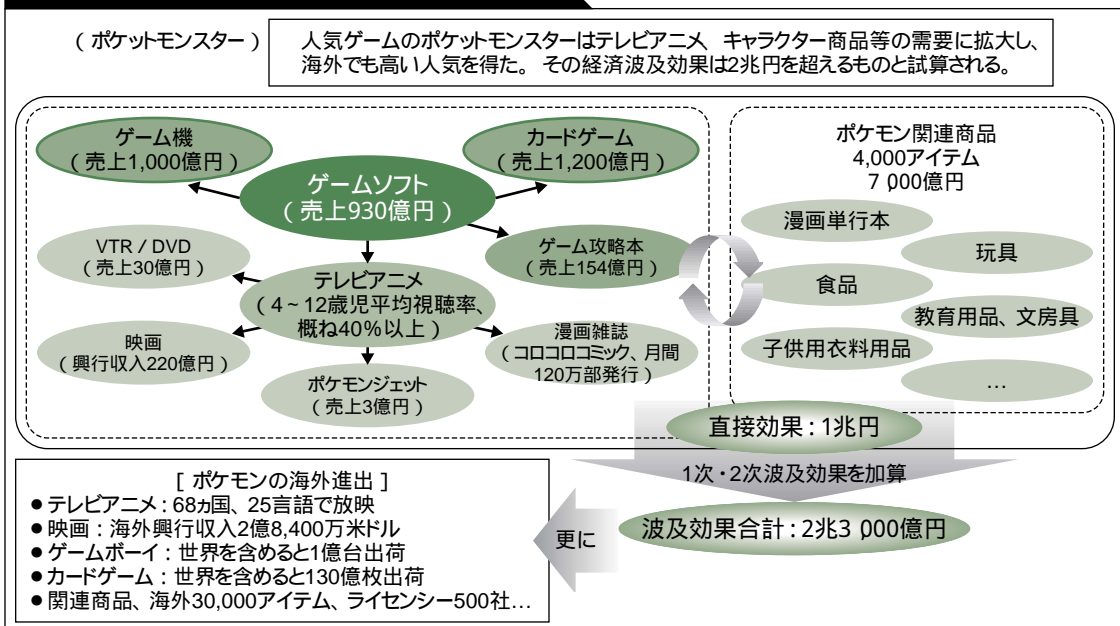 （ポケットモンスター）
人気ゲームのポケットモンスターはテレビアニメ、キャラクター商品等の需要に拡大し、
海外でも高い人気を得た。その経済波及効果は2兆円を超えるものと試算される。
ゲーム機
（売上1,000億円）
カードゲーム
（売上1,200億円）
ゲームソフト
（売上930億円）
VTR / DVD
（売上30億円）
ゲーム攻略本
（売上154億円）
テレビアニメ
（4～12歳児平均視聴率、
概ね40%以上）
映画
（興行収入220億円）
漫画雑誌
（コロコロコミック、月間
120万部発行）
ポケモンジェット
（売上3億円）
ポケモン関連商品
4,000アイテム
7,000億円
漫画単行本
玩具
食品
教育用品、文房具
子供用衣料用品
…
直接効果：1兆円
1次・2次波及効果を加算
波及効果合計：2兆3,000億円
更に
［ポケモンの海外進出］
● テレビアニメ：68ヵ国、25言語で放映
● 映画：海外興行収入2億8,400万米ドル
● ゲームボーイ：世界を含めると1億台出荷
● カードゲーム：世界を含めると130億枚出荷
● 関連商品、海外30,000アイテム、ライセンシー500社…